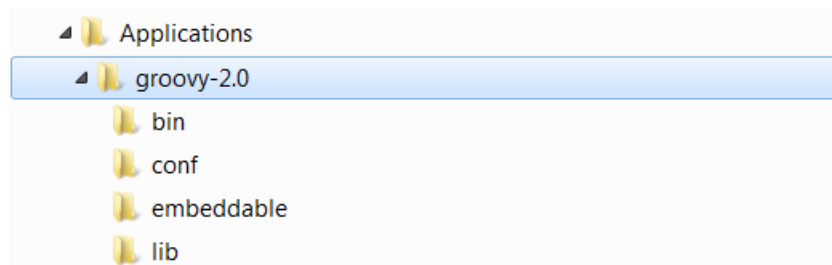 Applications
groovy-2.0
bin
conf
embeddable
lib